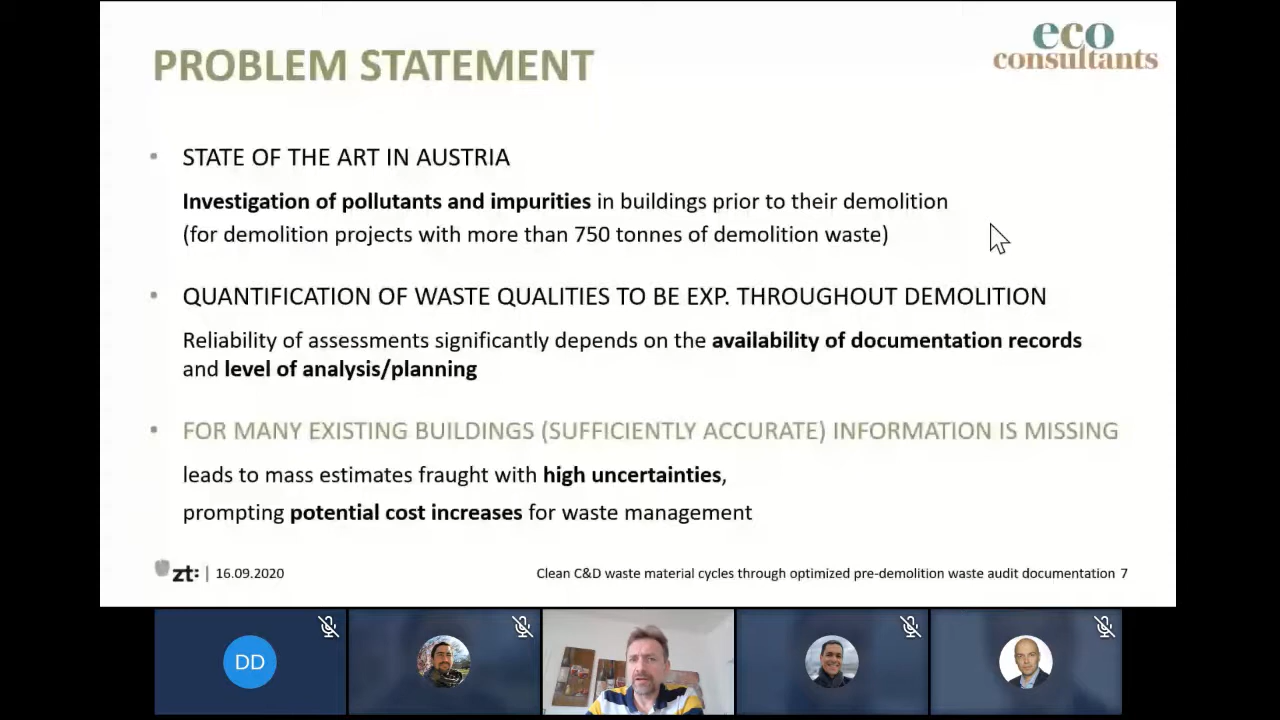 PROBLEM STATEMENT
eco
consultants
• STATE OF THE ART IN AUSTRIA
Investigation of pollutants and impurities in buildings prior to their demolition
(for demolition projects with more than 750 tonnes of demolition waste)
• QUANTIFICATION OF WASTE QUALITIES TO BE EXP. THROUGHOUT DEMOLITION
Reliability of assessments significantly depends on the availability of documentation records
and level of analysis/planning
• FOR MANY EXISTING BUILDINGS (SUFFICIENTLY ACCURATE) INFORMATION IS MISSING
leads to mass estimates fraught with high uncertainties,
prompting potential cost increases for waste management
zt: | 16.09.2020
Clean C&D waste material cycles through optimized pre-demolition waste audit documentation 7
DD